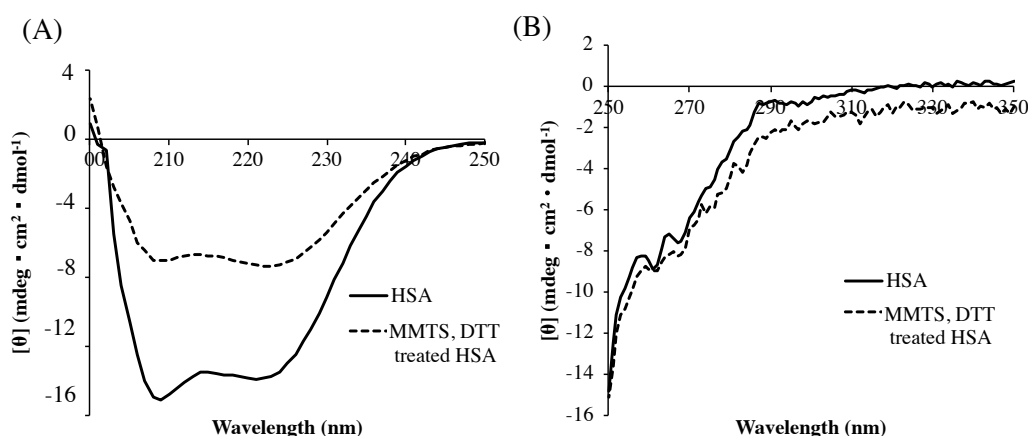 (A)
4
0
-4
-8
-12
-16
00 210 220 230 240 250
[θ] (mdeg ▪ cm² ▪ dmol⁻¹)
Wavelength (nm)
HSA
MMTS, DTT
treated HSA
(B)
2
0
-2
-4
-6
-8
-10
-12
-14
-16
250 270 290 310 330 350
[θ] (mdeg • cm² • dmol⁻¹)
Wavelength (nm)
HSA
MMTS, DTT
treated HSA